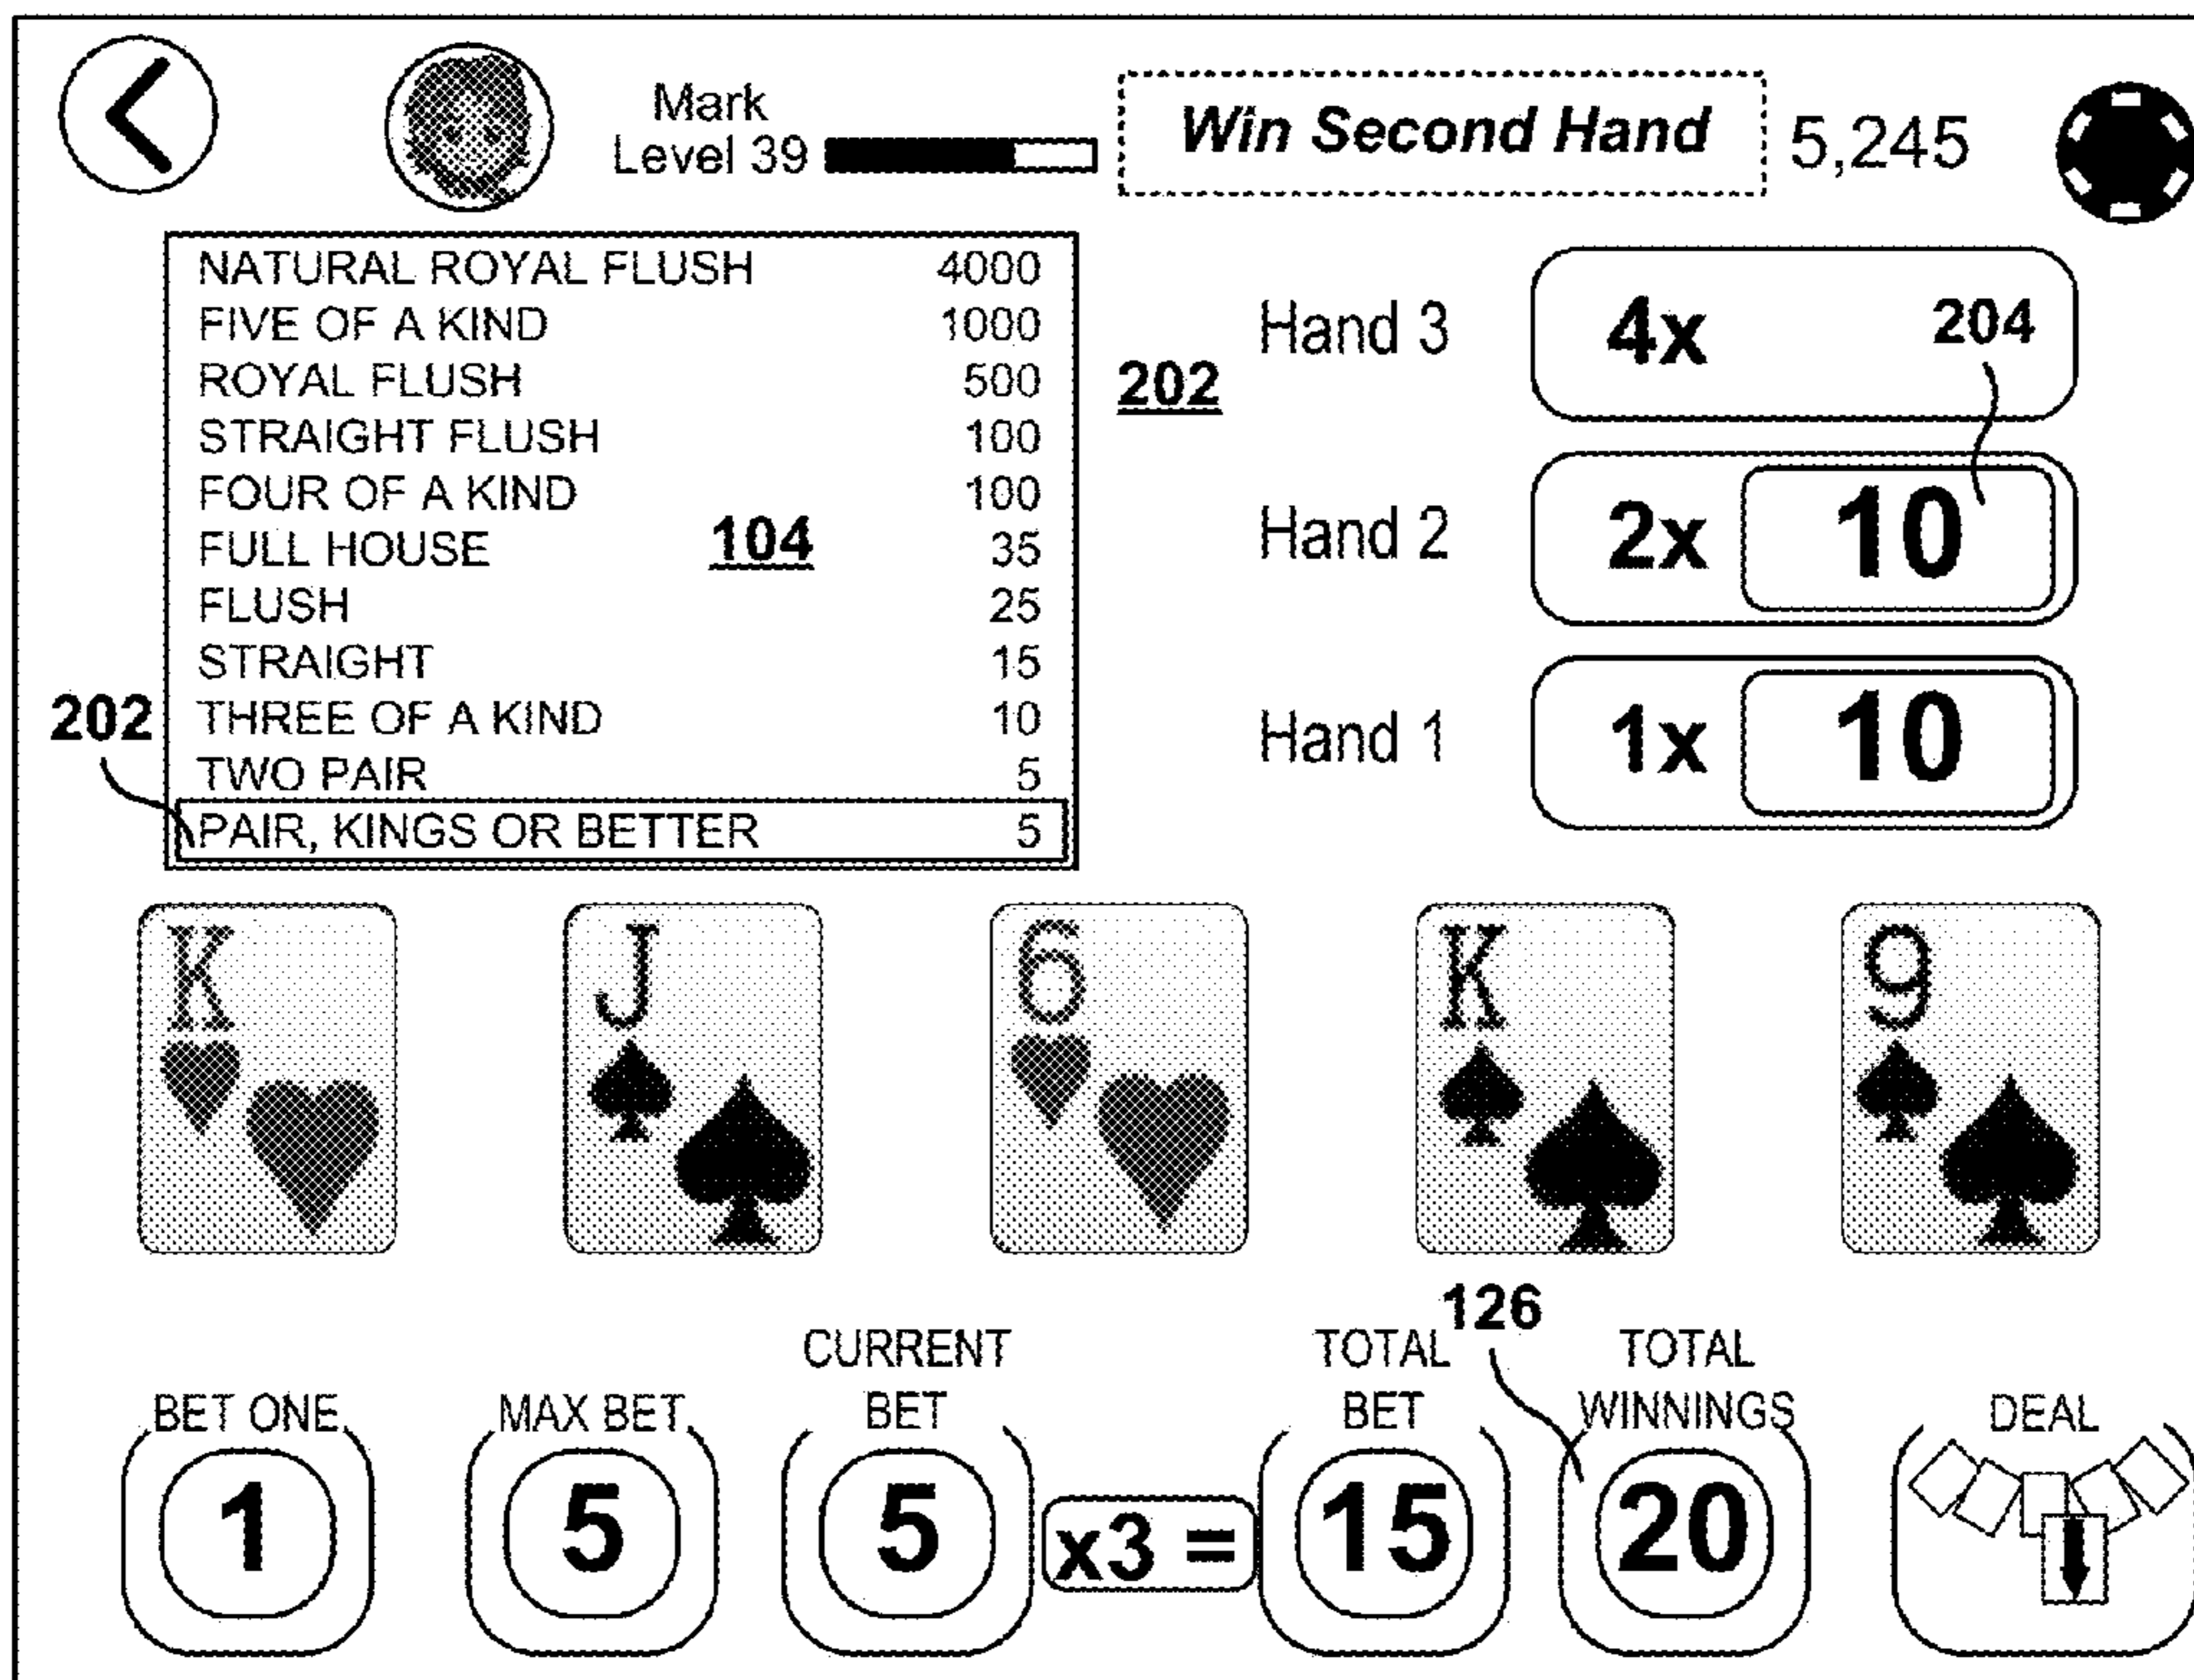 Mark
Level 39
Win Second Hand
5,245
NATURAL ROYAL FLUSH 4000
FIVE OF A KIND 1000
ROYAL FLUSH 500
STRAIGHT FLUSH 100
FOUR OF A KIND 100
FULL HOUSE 35
FLUSH 25
STRAIGHT 15
THREE OF A KIND 10
TWO PAIR 5
PAIR, KINGS OR BETTER 5
104
202
202
Hand 3 4x
204
Hand 2 2x 10
Hand 1 1x 10
K J 6 K 9
126
BET ONE
1
MAX BET
5
CURRENT
BET
5
x3 =
TOTAL
BET
15
TOTAL
WINNINGS
20
DEAL